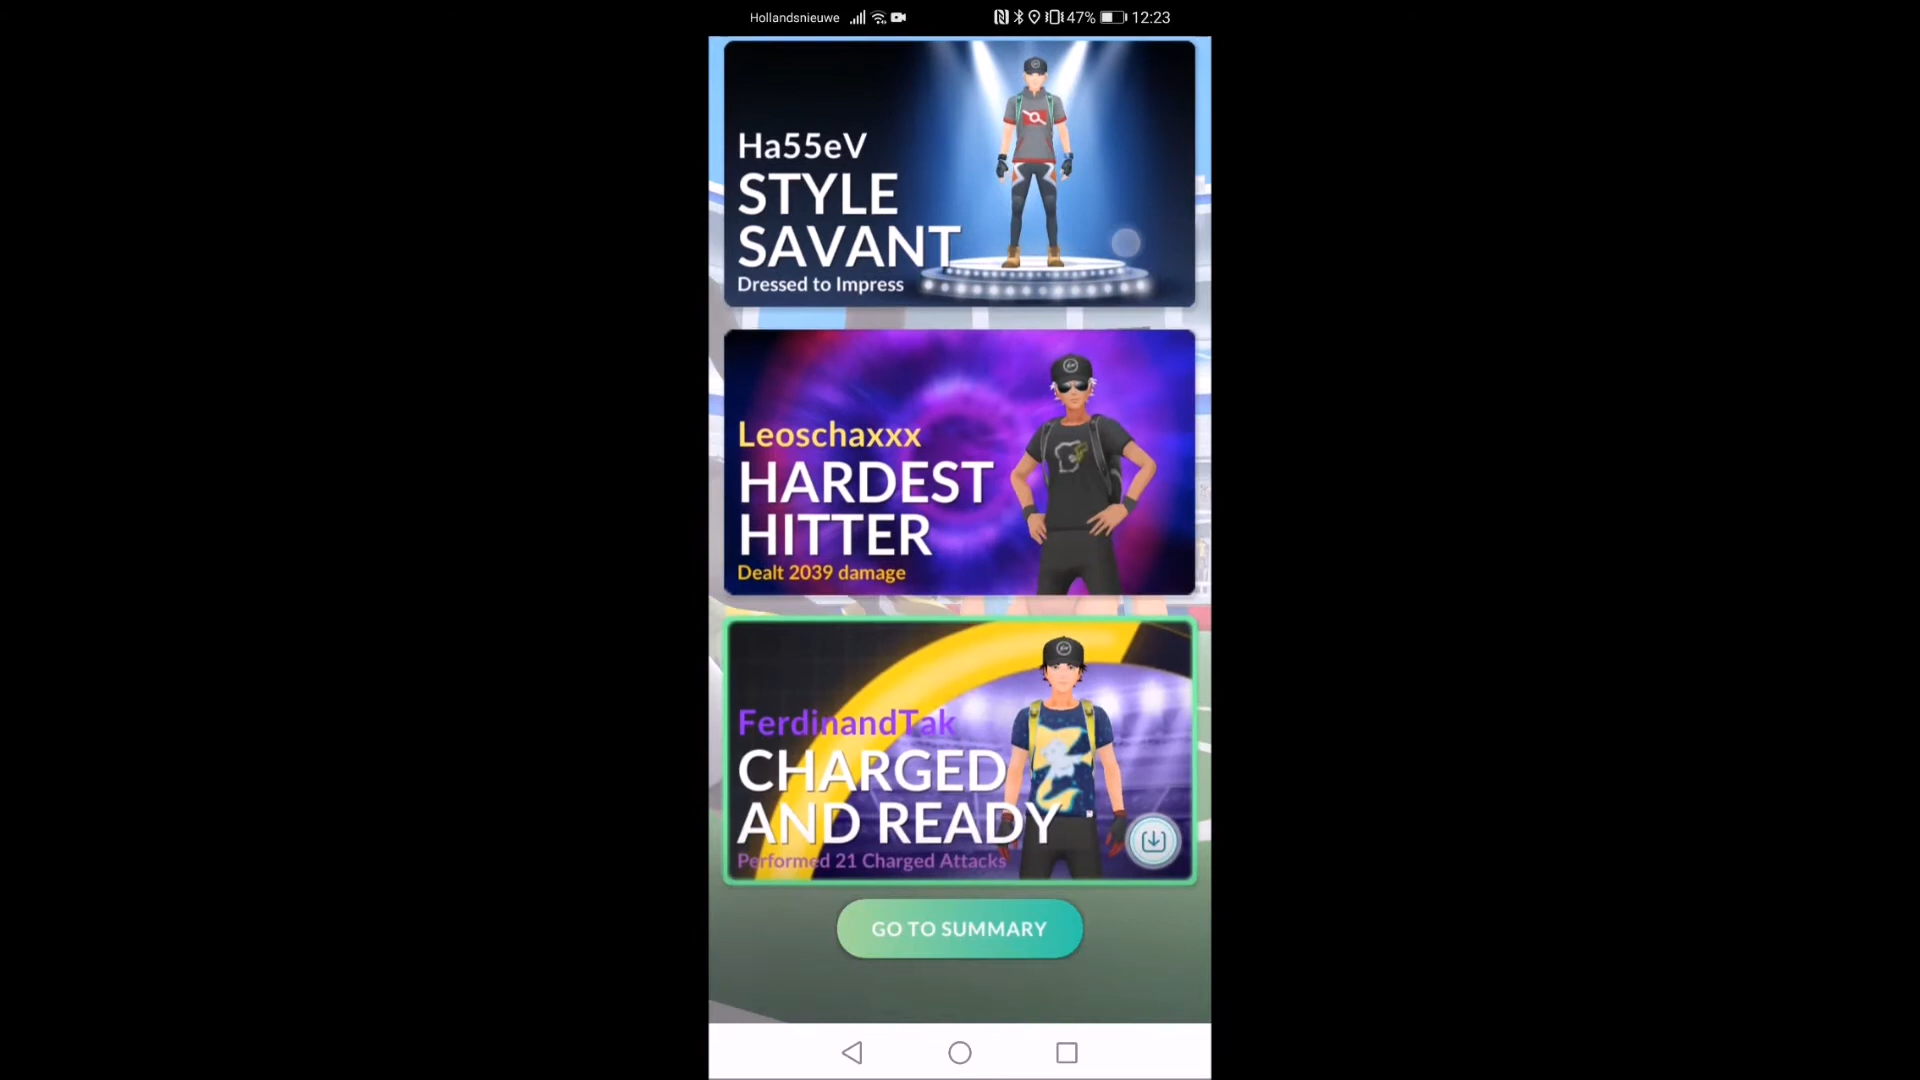 Hollandsnieuwe 47% 12:23
Ha55eV
STYLE
SAVANT
Dressed to Impress
Leoschaxxx
HARDEST
HITTER
Dealt 2039 damage
FerdinandTak
CHARGED
AND READY
Performed 21 Charged Attacks
GO TO SUMMARY